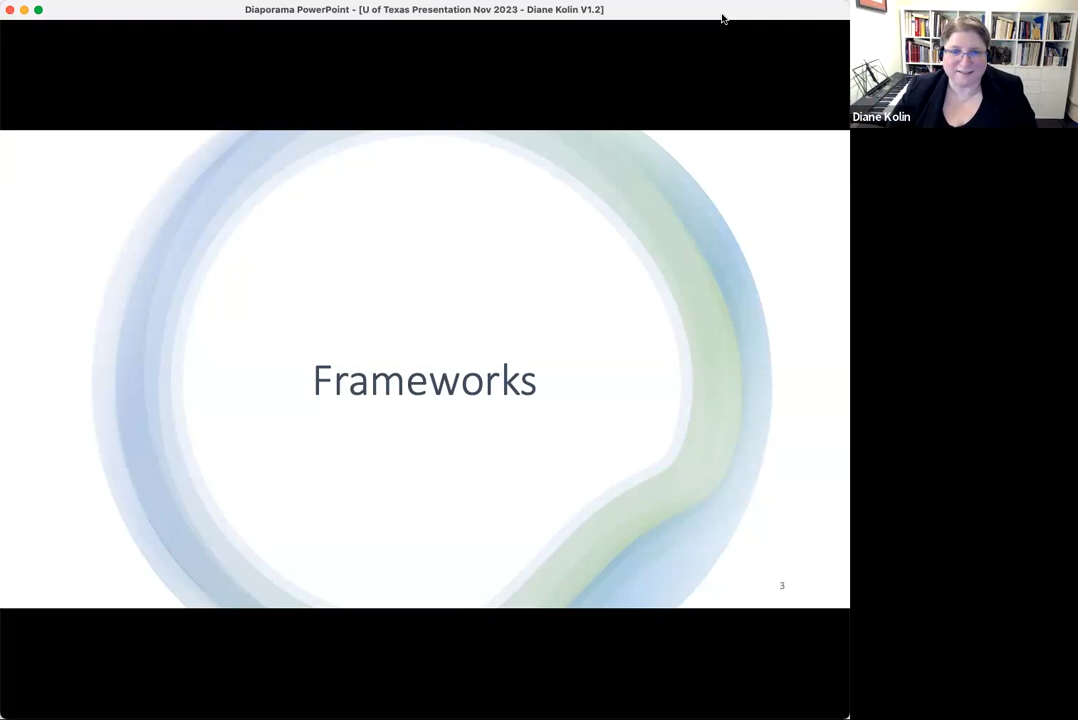 Diaporama PowerPoint - [U of Texas Presentation Nov 2023 - Diane Kolin V1.2]
Diane Kolin
Frameworks
3